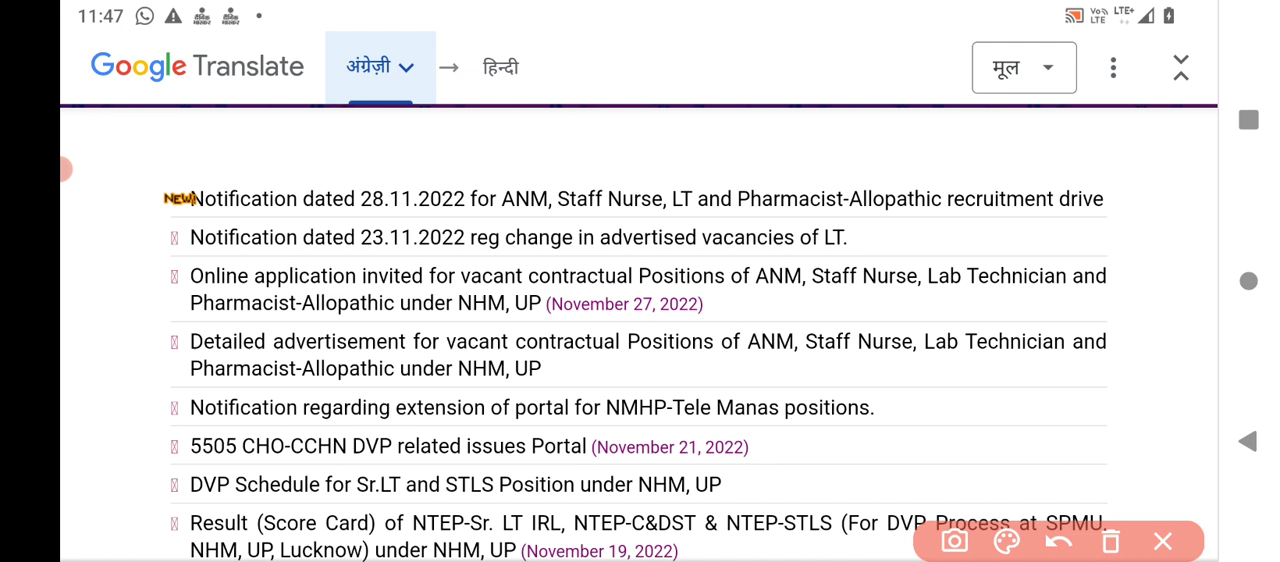 11:47
VoD LTE LTE+
Google Translate अंग्रेज़ी → हिन्दी मूल
NEW! Notification dated 28.11.2022 for ANM, Staff Nurse, LT and Pharmacist-Allopathic recruitment drive
Notification dated 23.11.2022 reg change in advertised vacancies of LT.
Online application invited for vacant contractual Positions of ANM, Staff Nurse, Lab Technician and
Pharmacist-Allopathic under NHM, UP (November 27, 2022)
Detailed advertisement for vacant contractual Positions of ANM, Staff Nurse, Lab Technician and
Pharmacist-Allopathic under NHM, UP
Notification regarding extension of portal for NMHP-Tele Manas positions.
5505 CHO-CCHN DVP related issues Portal (November 21, 2022)
DVP Schedule for Sr.LT and STLS Position under NHM, UP
Result (Score Card) of NTEP-Sr. LT IRL, NTEP-C&DST & NTEP-STLS (For DVP Process at SPMU.
NHM, UP, Lucknow) under NHM, UP (November 19, 2022)